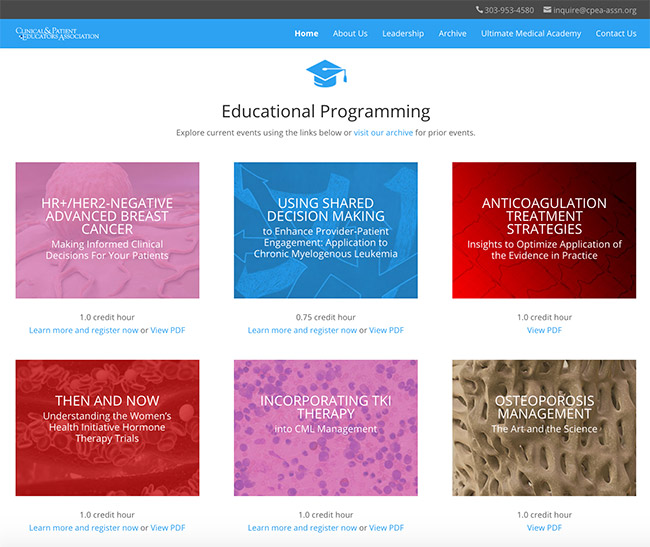 303-953-4580 inquire@cpea-assn.org
CLINICAL & PATIENT
EDUCATORS ASSOCIATION
Home About Us Leadership Archive Ultimate Medical Academy Contact Us
Educational Programming
Explore current events using the links below or visit our archive for prior events.
HR+/HER2-NEGATIVE
ADVANCED BREAST
CANCER
Making Informed Clinical
Decisions For Your Patients
1.0 credit hour
Learn more and register now or View PDF
USING SHARED
DECISION MAKING
to Enhance Provider-Patient
Engagement: Application to
Chronic Myelogenous Leukemia
0.75 credit hour
Learn more and register now or View PDF
ANTICOAGULATION
TREATMENT
STRATEGIES
Insights to Optimize Application of
the Evidence in Practice
1.0 credit hour
View PDF
THEN AND NOW
Understanding the Women's
Health Initiative Hormone
Therapy Trials
1.0 credit hour
Learn more and register now or View PDF
INCORPORATING TKI
THERAPY
into CML Management
1.0 credit hour
Learn more and register now or View PDF
OSTEOPOROSIS
MANAGEMENT
The Art and the Science
1.0 credit hour
View PDF